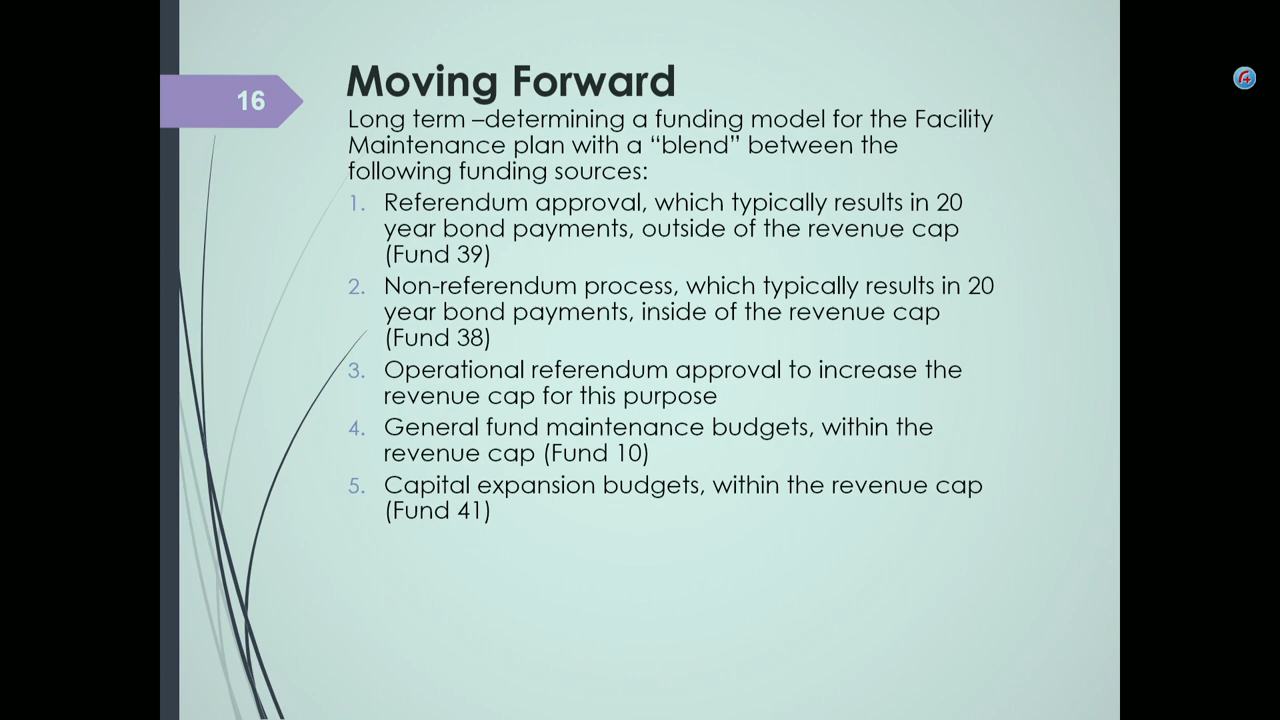 16
Moving Forward
Long term –determining a funding model for the Facility
Maintenance plan with a “blend” between the
following funding sources:
1. Referendum approval, which typically results in 20
year bond payments, outside of the revenue cap
(Fund 39)
2. Non-referendum process, which typically results in 20
year bond payments, inside of the revenue cap
(Fund 38)
3. Operational referendum approval to increase the
revenue cap for this purpose
4. General fund maintenance budgets, within the
revenue cap (Fund 10)
5. Capital expansion budgets, within the revenue cap
(Fund 41)